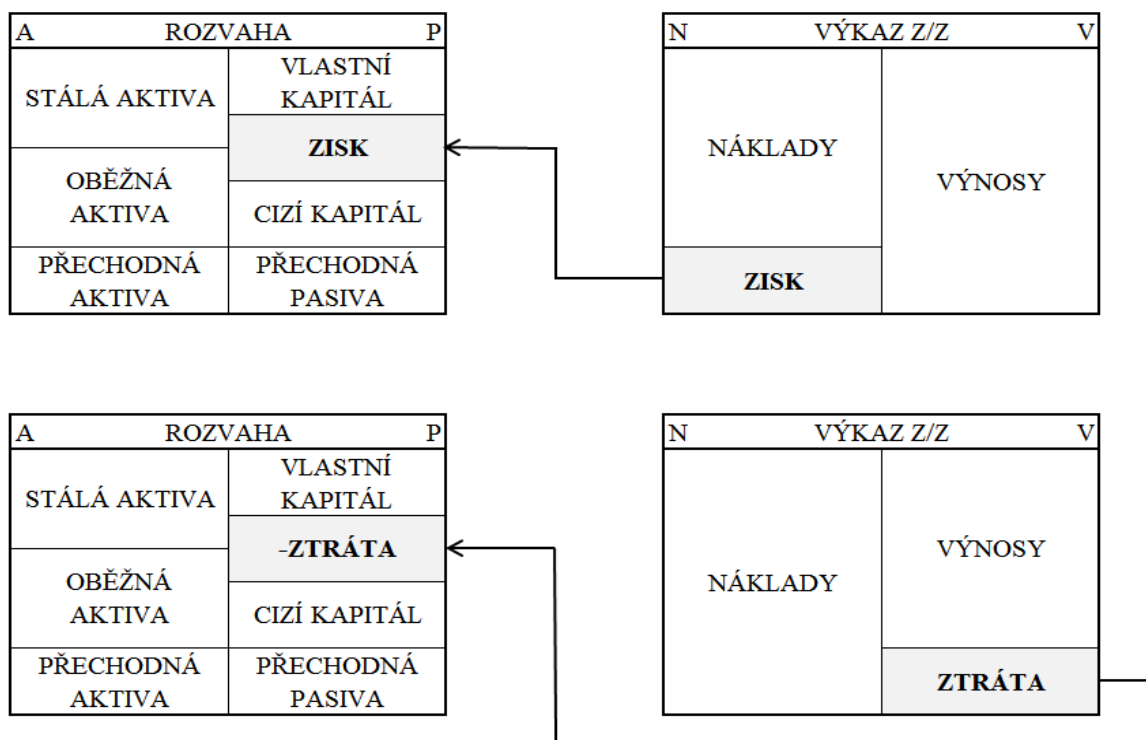 A ROZVAHA P
STÁLÁ AKTIVA
OBĚŽNÁ
AKTIVA
PŘECHODNÁ
AKTIVA
VLASTNÍ
KAPITÁL
ZISK
CIZÍ KAPITÁL
PŘECHODNÁ
PASIVA
N VÝKAZ Z/Z V
NÁKLADY
ZISK
VÝNOSY
A ROZVAHA P
STÁLÁ AKTIVA
OBĚŽNÁ
AKTIVA
PŘECHODNÁ
AKTIVA
VLASTNÍ
KAPITÁL
-ZTRÁTA
CIZÍ KAPITÁL
PŘECHODNÁ
PASIVA
N VÝKAZ Z/Z V
NÁKLADY
VÝNOSY
ZTRÁTA